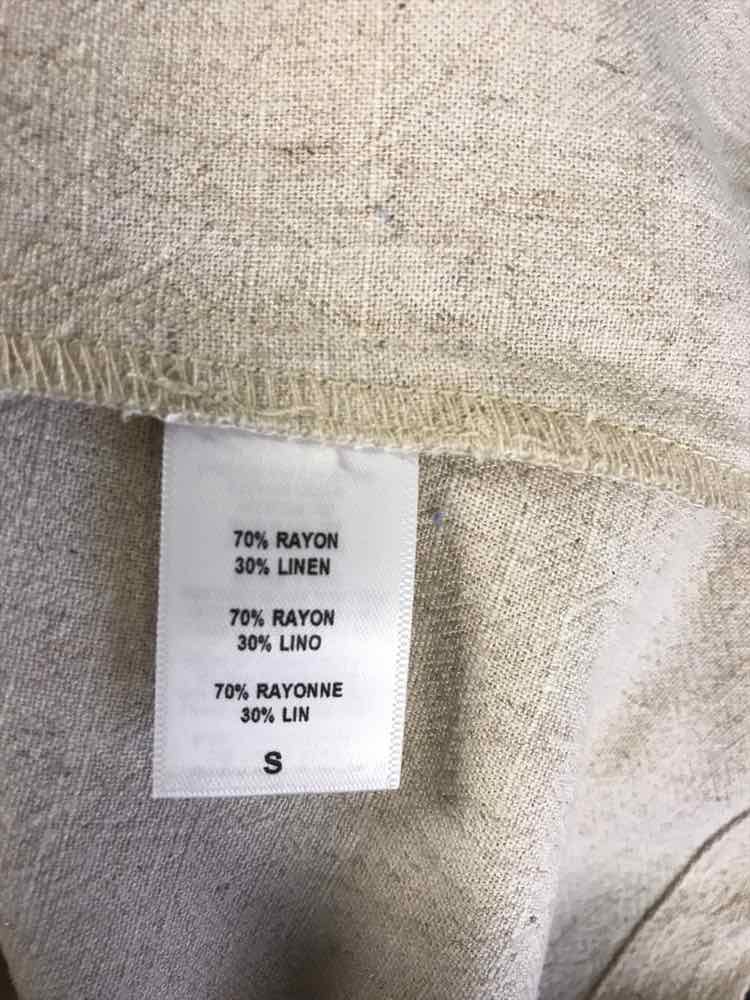 70% RAYON
30% LINEN
70% RAYON
30% LINO
70% RAYONNE
30% LIN
S